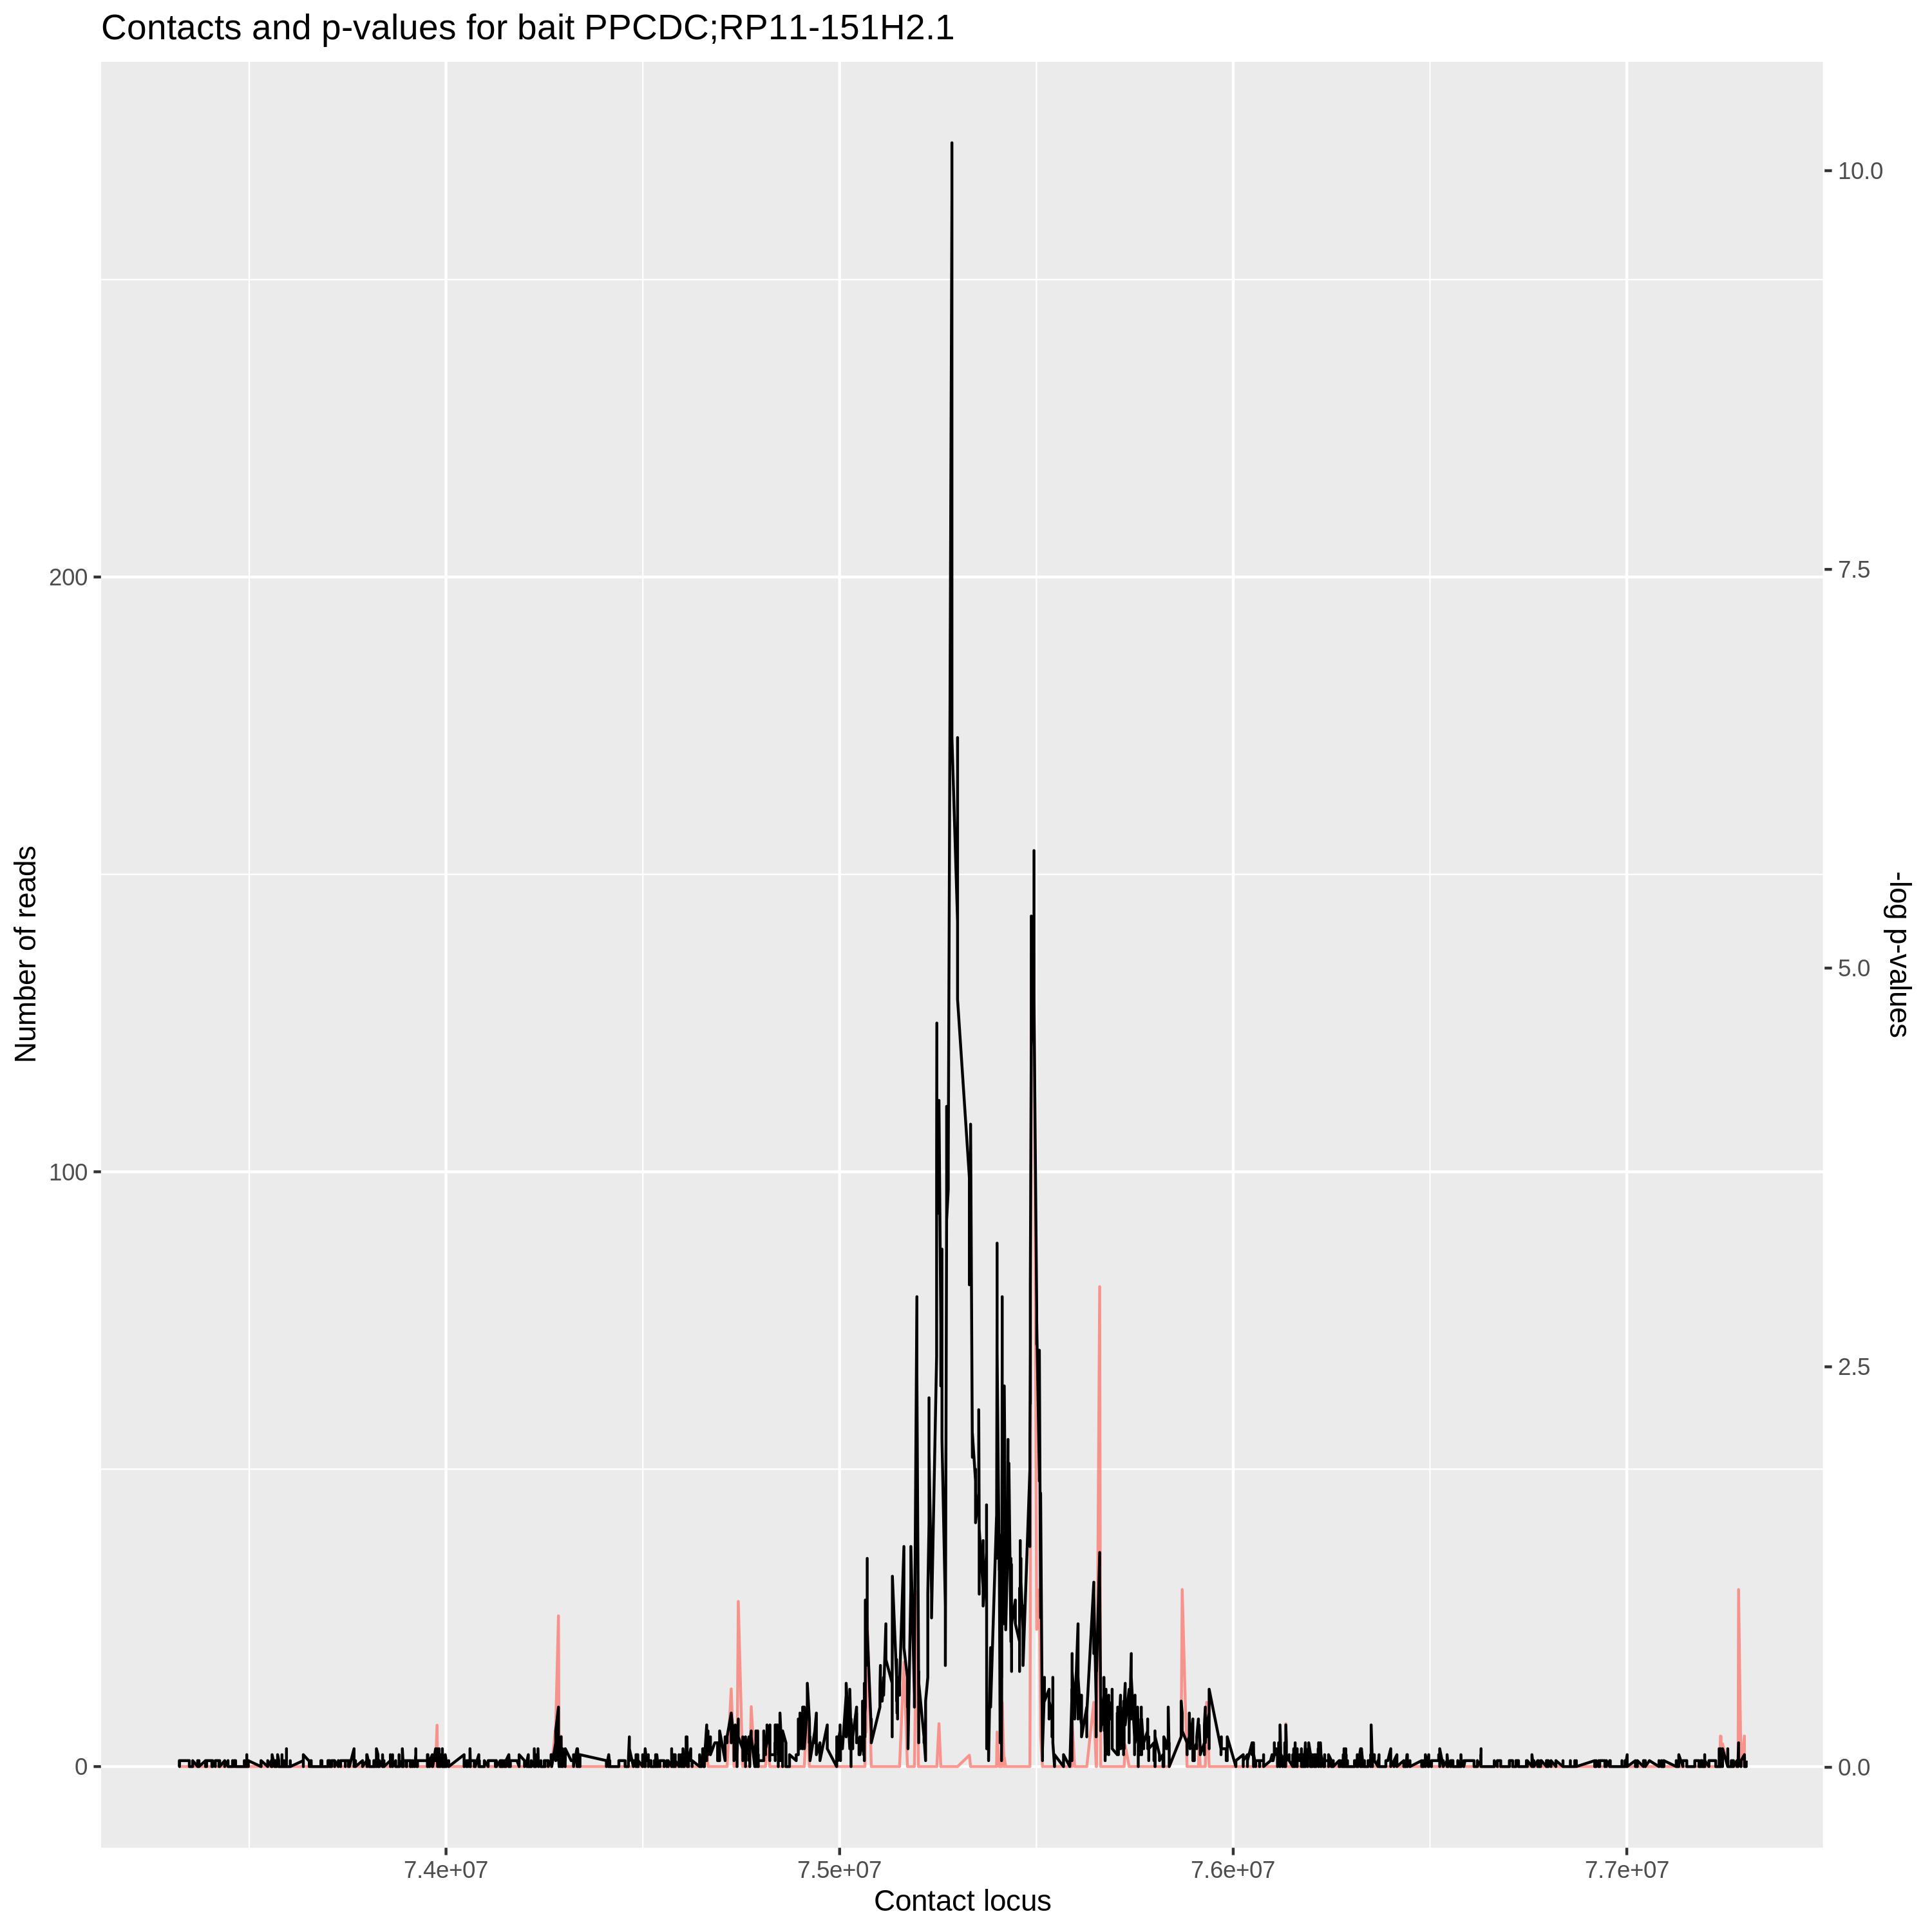 Contacts and p-values for bait PPCDC;RP11-151H2.1
Number of reads
200
100
0
10.0
7.5
5.0
2.5
0.0
-log p-values
7.4e+07
7.5e+07
7.6e+07
7.7e+07
Contact locus